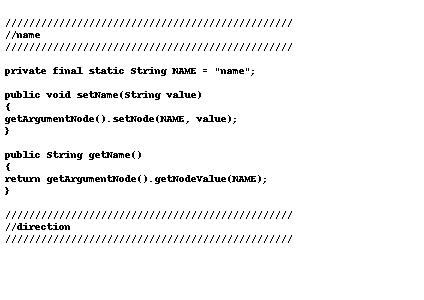 ////////////////////////////////////////////////
//name
////////////////////////////////////////////////
private final static String NAME = "name";
public void setName(String value)
{
getArgumentNode().setNode(NAME, value);
}
public String getName()
{
return getArgumentNode().getNodeValue(NAME);
}
////////////////////////////////////////////////
//direction
////////////////////////////////////////////////